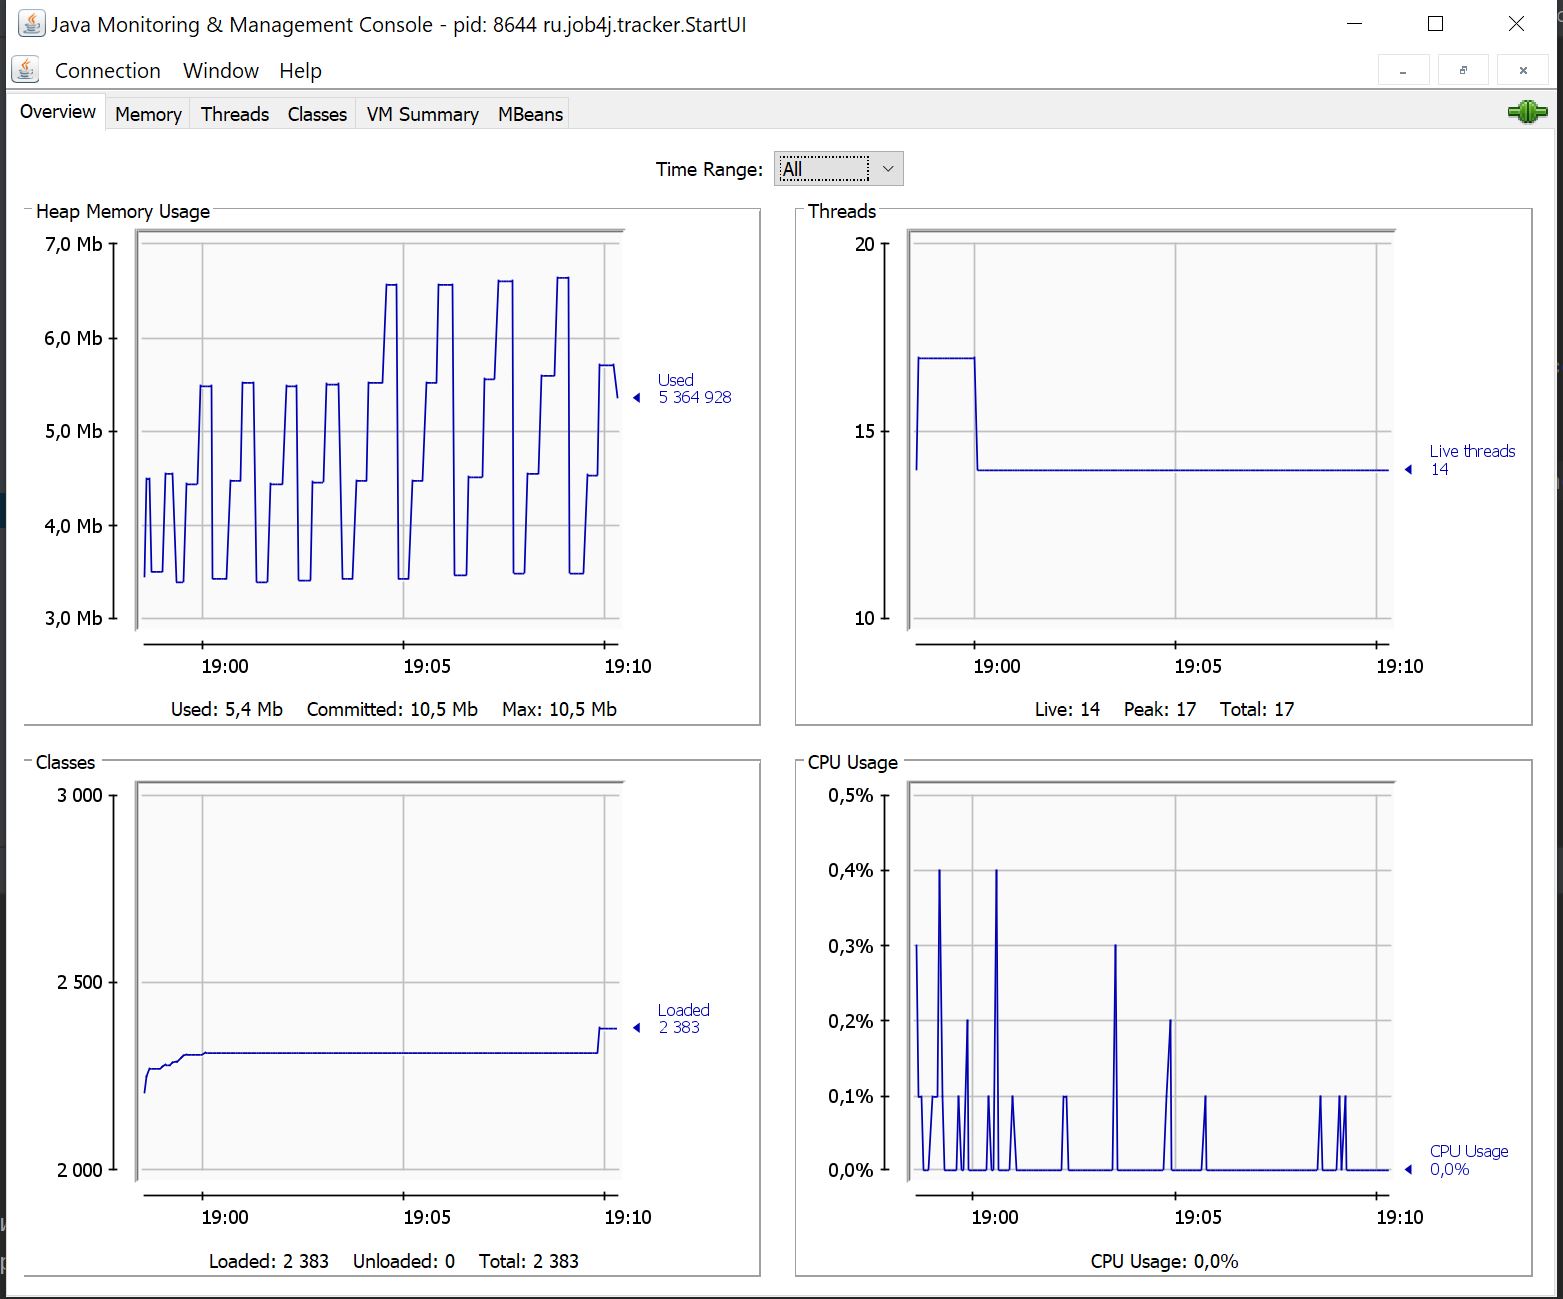 Java Monitoring & Management Console - pid: 8644 ru.job4j.tracker.StartUI
Connection Window Help
Overview Memory Threads Classes VM Summary MBeans
Time Range: All
Heap Memory Usage
7,0 Mb
6,0 Mb
5,0 Mb
4,0 Mb
3,0 Mb
Used
5 364 928
19:00 19:05 19:10
Used: 5,4 Mb Committed: 10,5 Mb Max: 10,5 Mb
Threads
20
15
10
Live threads
14
19:00 19:05 19:10
Live: 14 Peak: 17 Total: 17
Classes
3 000
2 500
2 000
Loaded
2 383
19:00 19:05 19:10
Loaded: 2 383 Unloaded: 0 Total: 2 383
CPU Usage
0,5%
0,4%
0,3%
0,2%
0,1%
0,0%
CPU Usage
0,0%
19:00 19:05 19:10
CPU Usage: 0,0%